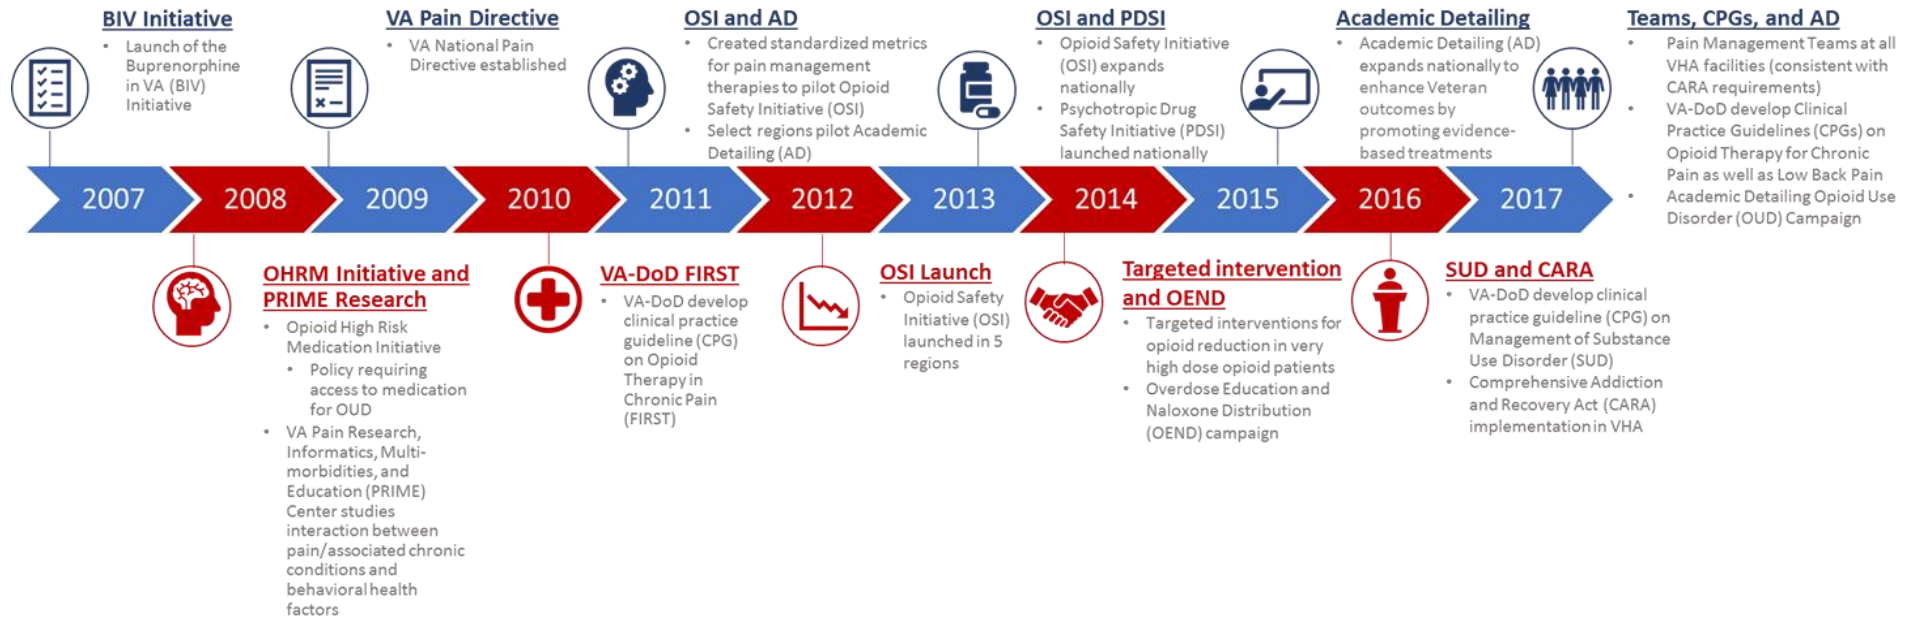 BIV Initiative
• Launch of the
Buprenorphine
in VA (BIV)
Initiative
VA Pain Directive
• VA National Pain
Directive established
OSI and AD
• Created standardized metrics
for pain management
therapies to pilot Opioid
Safety Initiative (OSI)
• Select regions pilot Academic
Detailing (AD)
OSI and PDSI
• Opioid Safety Initiative
(OSI) expands
nationally
• Psychotropic Drug
Safety Initiative (PDSI)
launched nationally
Academic Detailing
• Academic Detailing (AD)
expands nationally to
enhance Veteran
outcomes by
promoting evidence-
based treatments
Teams, CPGs, and AD
• Pain Management Teams at all
VHA facilities (consistent with
CARA requirements)
• VA-DoD develop Clinical
Practice Guidelines (CPGs) on
Opioid Therapy for Chronic
Pain as well as Low Back Pain
• Academic Detailing Opioid Use
Disorder (OUD) Campaign
2007
2008
2009
2010
2011
2012
2013
2014
2015
2016
2017
OHRM Initiative and
PRIME Research
• Opioid High Risk
Medication Initiative
• Policy requiring
access to medication
for OUD
• VA Pain Research,
Informatics, Multi-
morbidities, and
Education (PRIME)
Center studies
interaction between
pain/associated chronic
conditions and
behavioral health
factors
VA-DoD FIRST
• VA-DoD develop
clinical practice
guideline (CPG)
on Opioid
Therapy in
Chronic Pain
(FIRST)
OSI Launch
• Opioid Safety
Initiative (OSI)
launched in 5
regions
Targeted intervention
and OEND
• Targeted interventions for
opioid reduction in very
high dose opioid patients
• Overdose Education and
Naloxone Distribution
(OEND) campaign
SUD and CARA
• VA-DoD develop clinical
practice guideline (CPG) on
Management of Substance
Use Disorder (SUD)
• Comprehensive Addiction
and Recovery Act (CARA)
implementation in VHA